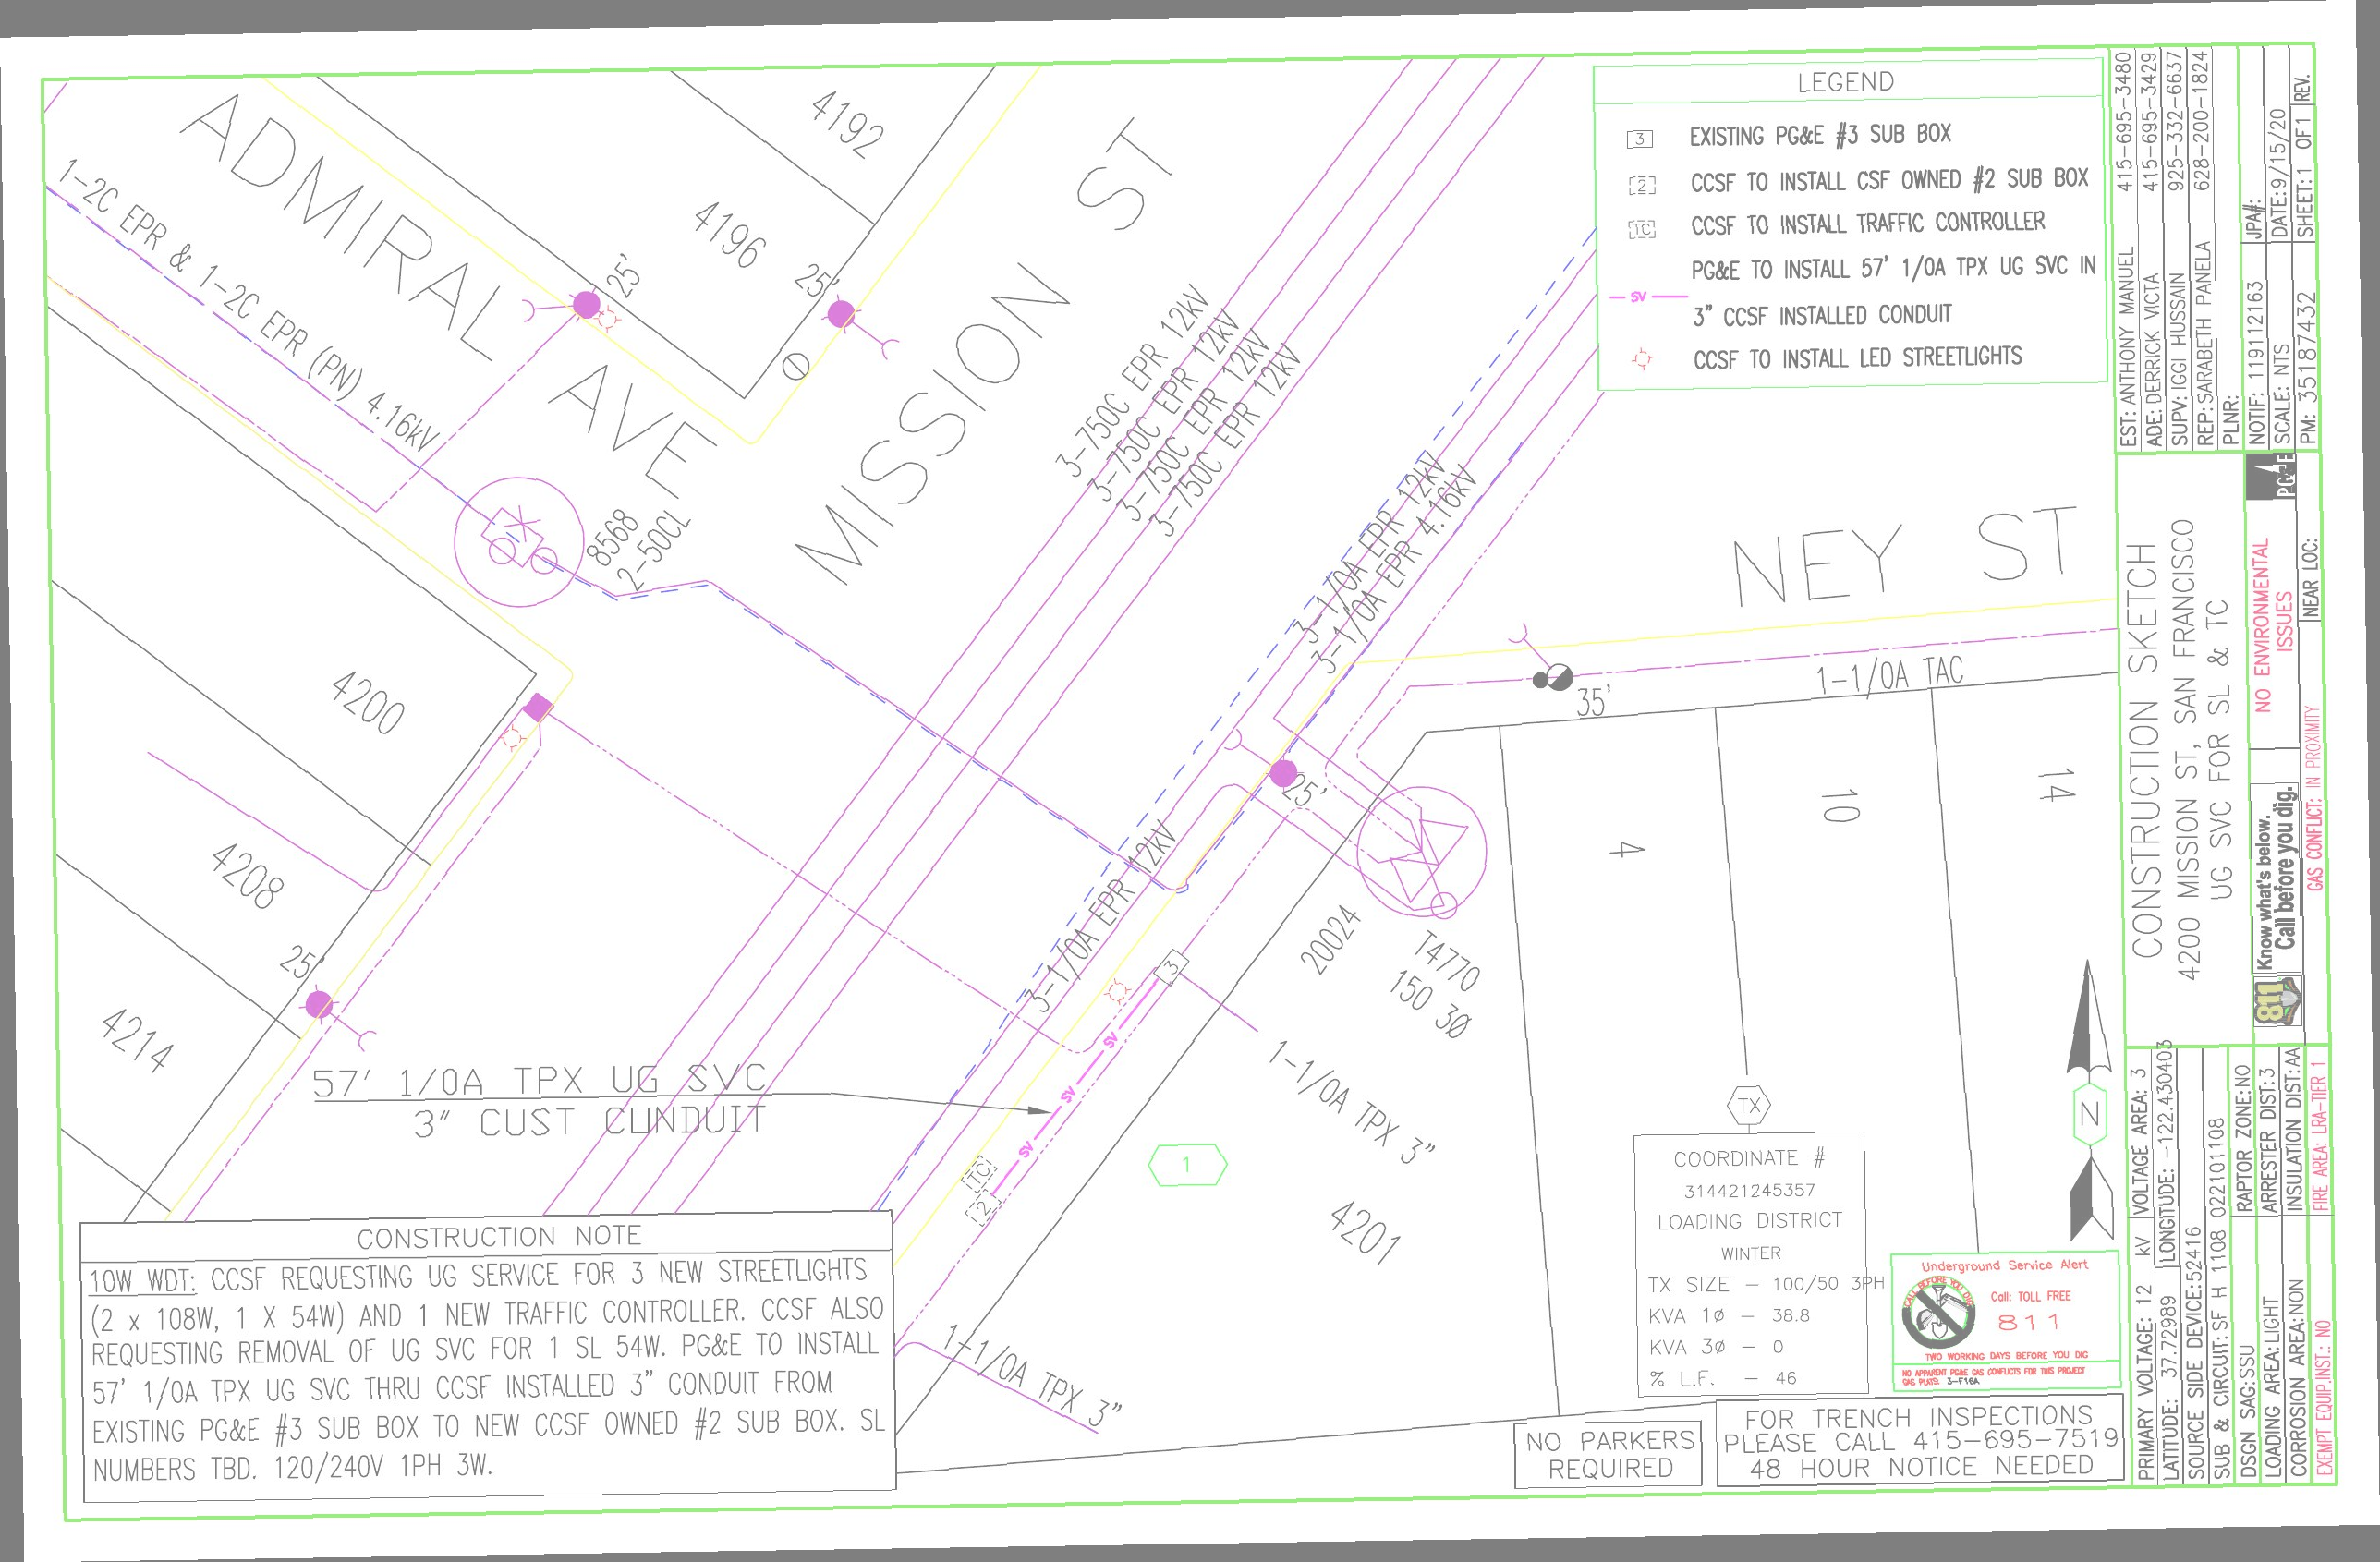 ADMIRAL AVE
MISSION ST
NEY ST
4192
4196
25'
25'
1-2C EPR & 1-2C EPR (PN) 4.16kV
8568
2-50CL
3-750C EPR 12kV
3-750C EPR 12kV
3-750C EPR 12kV
3-750C EPR 12kV
3-1/0A EPR 12kV
3-1/0A EPR 4.16kV
3-1/0A EPR 12kV
4200
4208
4214
25'
25'
35'
1-1/0A TAC
4
10
14
20024
T4770
150 3Ø
3
1-1/0A TPX 3"
SV
SV
SV
TC
2
1
4201
1-1/0A TPX 3"
57' 1/0A TPX UG SVC
3" CUST CONDUIT
LEGEND
3 EXISTING PG&E #3 SUB BOX
2 CCSF TO INSTALL CSF OWNED #2 SUB BOX
TC CCSF TO INSTALL TRAFFIC CONTROLLER
PG&E TO INSTALL 57' 1/0A TPX UG SVC IN
SV
3" CCSF INSTALLED CONDUIT
CCSF TO INSTALL LED STREETLIGHTS
CONSTRUCTION NOTE
10W WDT: CCSF REQUESTING UG SERVICE FOR 3 NEW STREETLIGHTS
(2 x 108W, 1 X 54W) AND 1 NEW TRAFFIC CONTROLLER. CCSF ALSO
REQUESTING REMOVAL OF UG SVC FOR 1 SL 54W. PG&E TO INSTALL
57' 1/0A TPX UG SVC THRU CCSF INSTALLED 3" CONDUIT FROM
EXISTING PG&E #3 SUB BOX TO NEW CCSF OWNED #2 SUB BOX. SL
NUMBERS TBD. 120/240V 1PH 3W.
TX
COORDINATE #
314421245357
LOADING DISTRICT
WINTER
TX SIZE - 100/50 3PH
KVA 1Ø - 38.8
KVA 3Ø - 0
% L.F. - 46
N
Underground Service Alert
CALL BEFORE YOU DIG
Call: TOLL FREE
811
TWO WORKING DAYS BEFORE YOU DIG
NO APPARENT PG&E GAS CONFLICTS FOR THIS PROJECT
GAS PLATS: 3-F16A
NO PARKERS
REQUIRED
FOR TRENCH INSPECTIONS
PLEASE CALL 415-695-7519
48 HOUR NOTICE NEEDED
EST: ANTHONY MANUEL 415-695-3480
ADE: DERRICK VICTA 415-695-3429
SUPV: IGGI HUSSAIN 925-332-6637
REP: SARABETH PANELA 628-200-1824
PLNR:
NOTIF: 119112163 JPA#:
SCALE: NTS DATE: 9/15/20
PM: 35187432 SHEET: 1 OF 1 REV.
CONSTRUCTION SKETCH
4200 MISSION ST, SAN FRANCISCO
UG SVC FOR SL & TC
PG&E
NO ENVIRONMENTAL
ISSUES
NEAR LOC:
811
Know what's below.
Call before you dig.
GAS CONFLICT: IN PROXIMITY
PRIMARY VOLTAGE: 12 kV VOLTAGE AREA: 3
LATITUDE: 37.72989 LONGITUDE: -122.430403
SOURCE SIDE DEVICE: 52416
SUB & CIRCUIT: SF H 1108 022101108
DSGN SAG: SSU RAPTOR ZONE: NO
LOADING AREA: LIGHT ARRESTER DIST: 3
CORROSION AREA: NON INSULATION DIST: AA
EXEMPT EQUIP.INST.: NO FIRE AREA: LRA-TIER 1